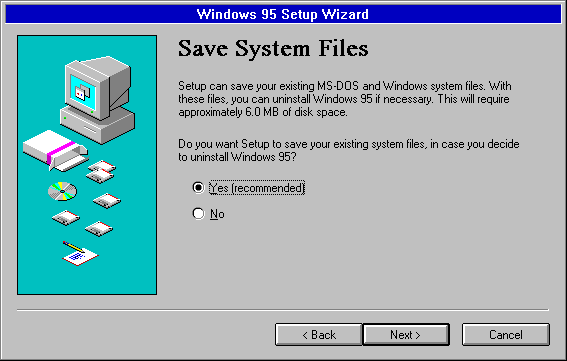 Windows 95 Setup Wizard
Save System Files
Setup can save your existing MS-DOS and Windows system files. With
these files, you can uninstall Windows 95 if necessary. This will require
approximately 6.0 MB of disk space.
Do you want Setup to save your existing system files, in case you decide
to uninstall Windows 95?
Yes (recommended)
No
< Back
Next >
Cancel